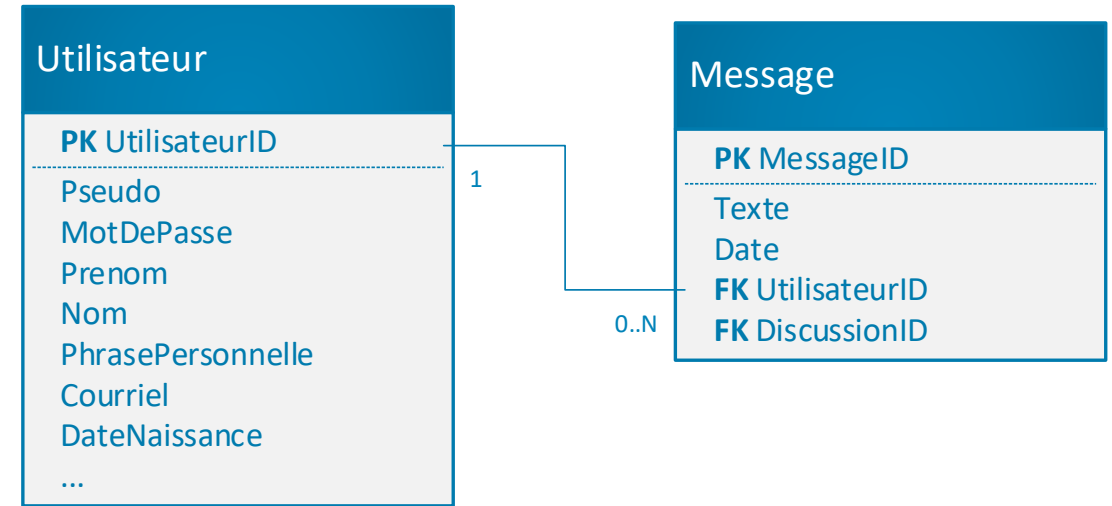 Utilisateur
PK UtilisateurID
Pseudo
MotDePasse
Prenom
Nom
PhrasePersonnelle
Courriel
DateNaissance
...
1
0..N
Message
PK MessageID
Texte
Date
FK UtilisateurID
FK DiscussionID